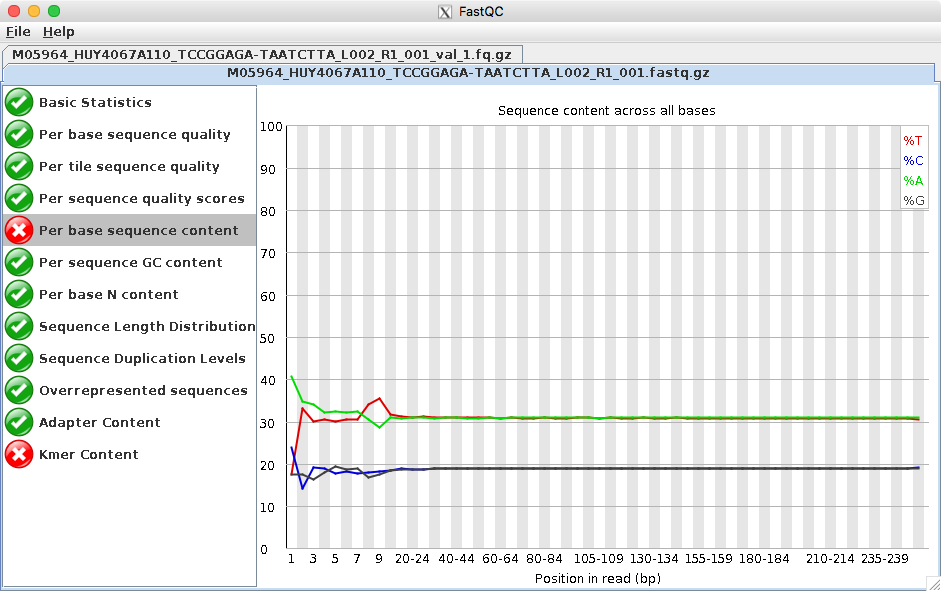 FastQC
File Help
M05964_HUY4067A110_TCCGGAGA-TAATCTTA_L002_R1_001_val_1.fq.gz
M05964_HUY4067A110_TCCGGAGA-TAATCTTA_L002_R1_001.fastq.gz
Basic Statistics
Per base sequence quality
Per tile sequence quality
Per sequence quality scores
Per base sequence content
Per sequence GC content
Per base N content
Sequence Length Distribution
Sequence Duplication Levels
Overrepresented sequences
Adapter Content
Kmer Content
Sequence content across all bases
100
90
80
70
60
50
40
30
20
10
0
%T
%C
%A
%G
1 3 5 7 9 20-24 40-44 60-64 80-84 105-109 130-134 155-159 180-184 210-214 235-239
Position in read (bp)